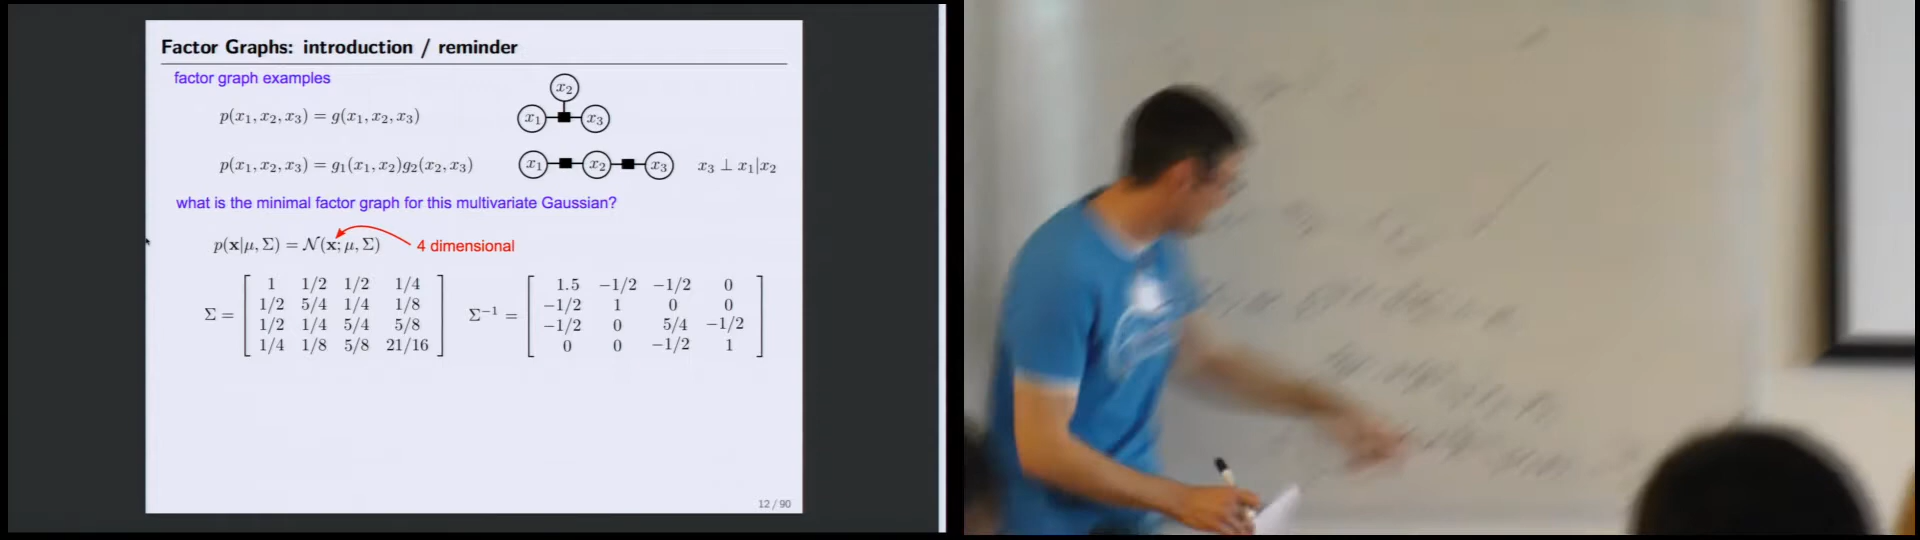 Factor Graphs: introduction / reminder
factor graph examples
p(x₁, x₂, x₃) = g(x₁, x₂, x₃)
x₂
x₁ x₃
p(x₁, x₂, x₃) = g₁(x₁, x₂)g₂(x₂, x₃)
x₁ x₂ x₃
x₃ ⊥ x₁|x₂
what is the minimal factor graph for this multivariate Gaussian?
p(x|μ, Σ) = N(x; μ, Σ)
4 dimensional
Σ =
1 1/2 1/2 1/4
1/2 5/4 1/4 1/8
1/2 1/4 5/4 5/8
1/4 1/8 5/8 21/16
Σ⁻¹ =
1.5 −1/2 −1/2 0
−1/2 1 0 0
−1/2 0 5/4 −1/2
0 0 −1/2 1
12 / 90